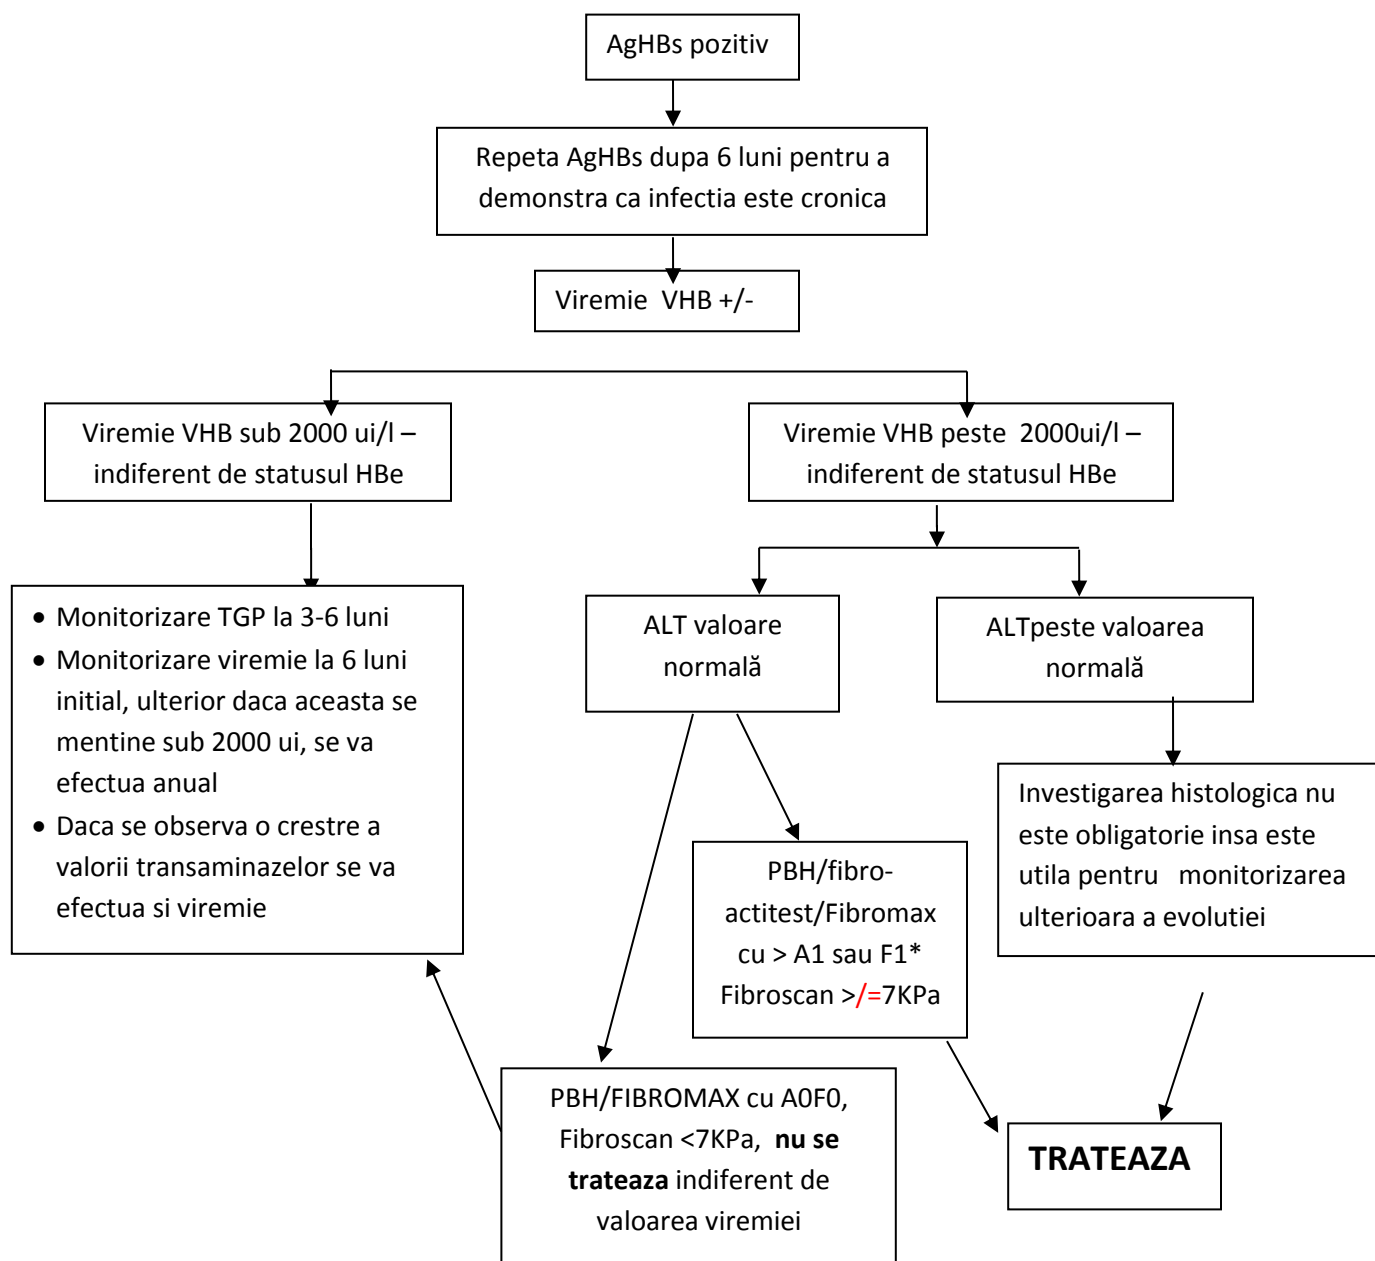 AgHBs pozitiv
Repeta AgHBs dupa 6 luni pentru a
demonstra ca infectia este cronica
Viremie VHB +/-
Viremie VHB sub 2000 ui/l –
indiferent de statusul HBe
Viremie VHB peste 2000ui/l –
indiferent de statusul HBe
• Monitorizare TGP la 3-6 luni
• Monitorizare viremie la 6 luni
initial, ulterior daca aceasta se
mentine sub 2000 ui, se va
efectua anual
• Daca se observa o crestre a
valorii transaminazelor se va
efectua si viremie
ALT valoare
normală
ALTpeste valoarea
normală
PBH/fibro-
actitest/Fibromax
cu > A1 sau F1*
Fibroscan >/=7KPa
Investigarea histologica nu
este obligatorie insa este
utila pentru monitorizarea
ulterioara a evolutiei
PBH/FIBROMAX cu A0F0,
Fibroscan <7KPa, nu se
trateaza indiferent de
valoarea viremiei
TRATEAZA